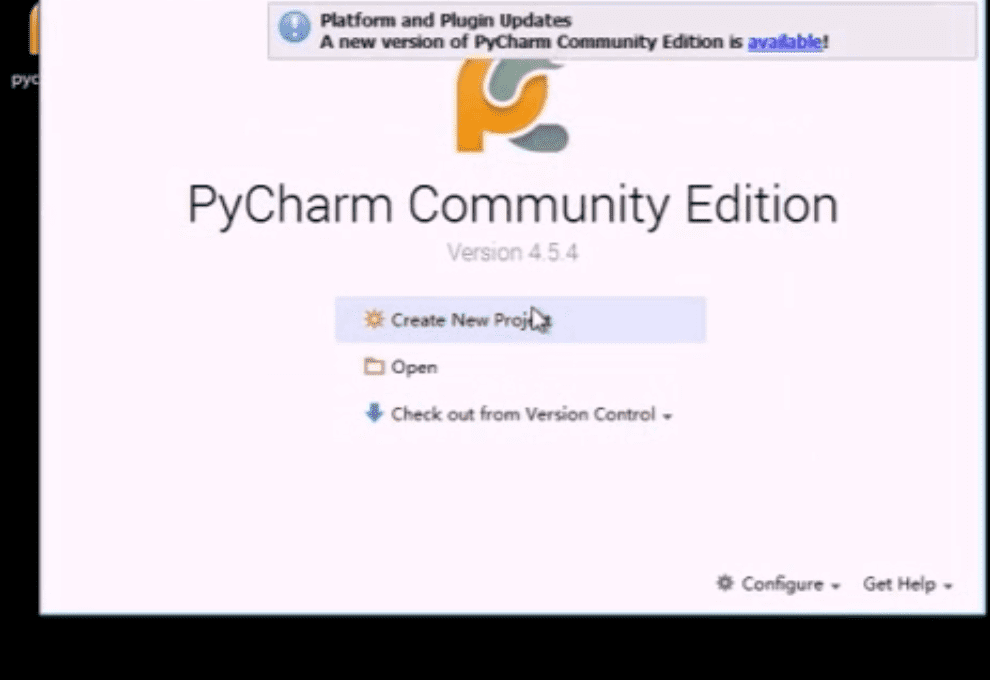 Platform and Plugin Updates
A new version of PyCharm Community Edition is available!
pyc
PyCharm Community Edition
Version 4.5.4
Create New Project
Open
Check out from Version Control
Configure
Get Help